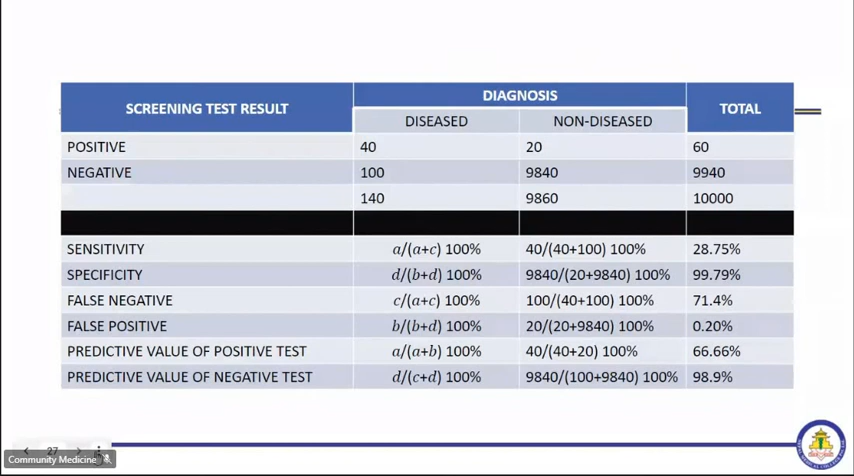 SCREENING TEST RESULT DIAGNOSIS TOTAL
DISEASED NON-DISEASED
POSITIVE 40 20 60
NEGATIVE 100 9840 9940
140 9860 10000
SENSITIVITY a/(a+c) 100% 40/(40+100) 100% 28.75%
SPECIFICITY d/(b+d) 100% 9840/(20+9840) 100% 99.79%
FALSE NEGATIVE c/(a+c) 100% 100/(40+100) 100% 71.4%
FALSE POSITIVE b/(b+d) 100% 20/(20+9840) 100% 0.20%
PREDICTIVE VALUE OF POSITIVE TEST a/(a+b) 100% 40/(40+20) 100% 66.66%
PREDICTIVE VALUE OF NEGATIVE TEST d/(c+d) 100% 9840/(100+9840) 100% 98.9%
27
Community Medicine